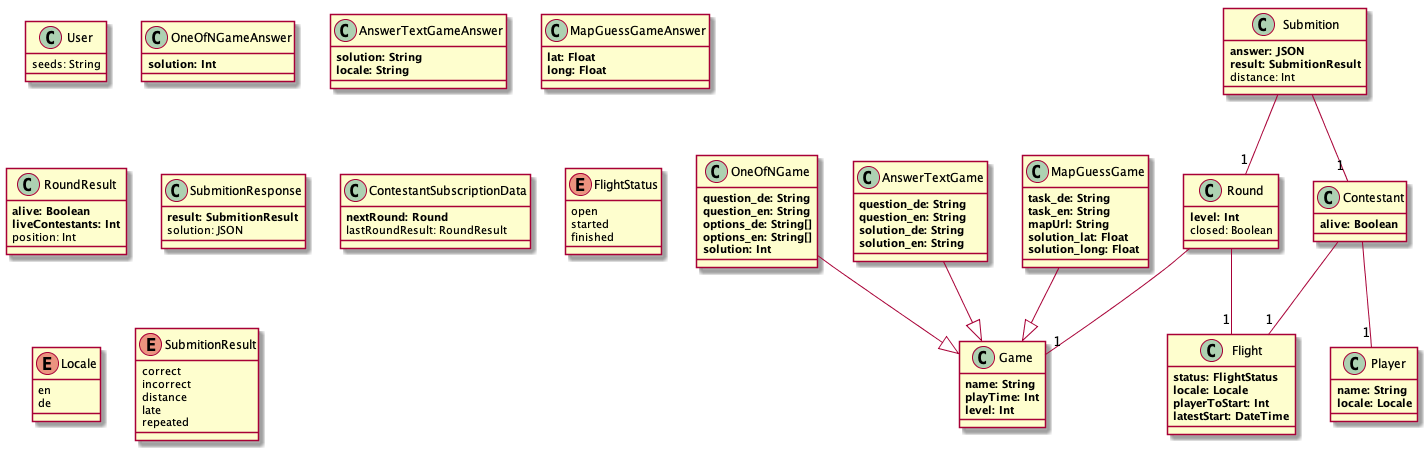 C User
seeds: String
C OneOfNGameAnswer
solution: Int
C AnswerTextGameAnswer
solution: String
locale: String
C MapGuessGameAnswer
lat: Float
long: Float
C Submition
answer: JSON
result: SubmitionResult
distance: Int
1
1
C RoundResult
alive: Boolean
liveContestants: Int
position: Int
C SubmitionResponse
result: SubmitionResult
solution: JSON
C ContestantSubscriptionData
nextRound: Round
lastRoundResult: RoundResult
E FlightStatus
open
started
finished
C OneOfNGame
question_de: String
question_en: String
options_de: String[]
options_en: String[]
solution: Int
C AnswerTextGame
question_de: String
question_en: String
solution_de: String
solution_en: String
C MapGuessGame
task_de: String
task_en: String
mapUrl: String
solution_lat: Float
solution_long: Float
C Round
level: Int
closed: Boolean
C Contestant
alive: Boolean
1
1
1
1
E Locale
en
de
E SubmitionResult
correct
incorrect
distance
late
repeated
C Game
name: String
playTime: Int
level: Int
C Flight
status: FlightStatus
locale: Locale
playerToStart: Int
latestStart: DateTime
C Player
name: String
locale: Locale